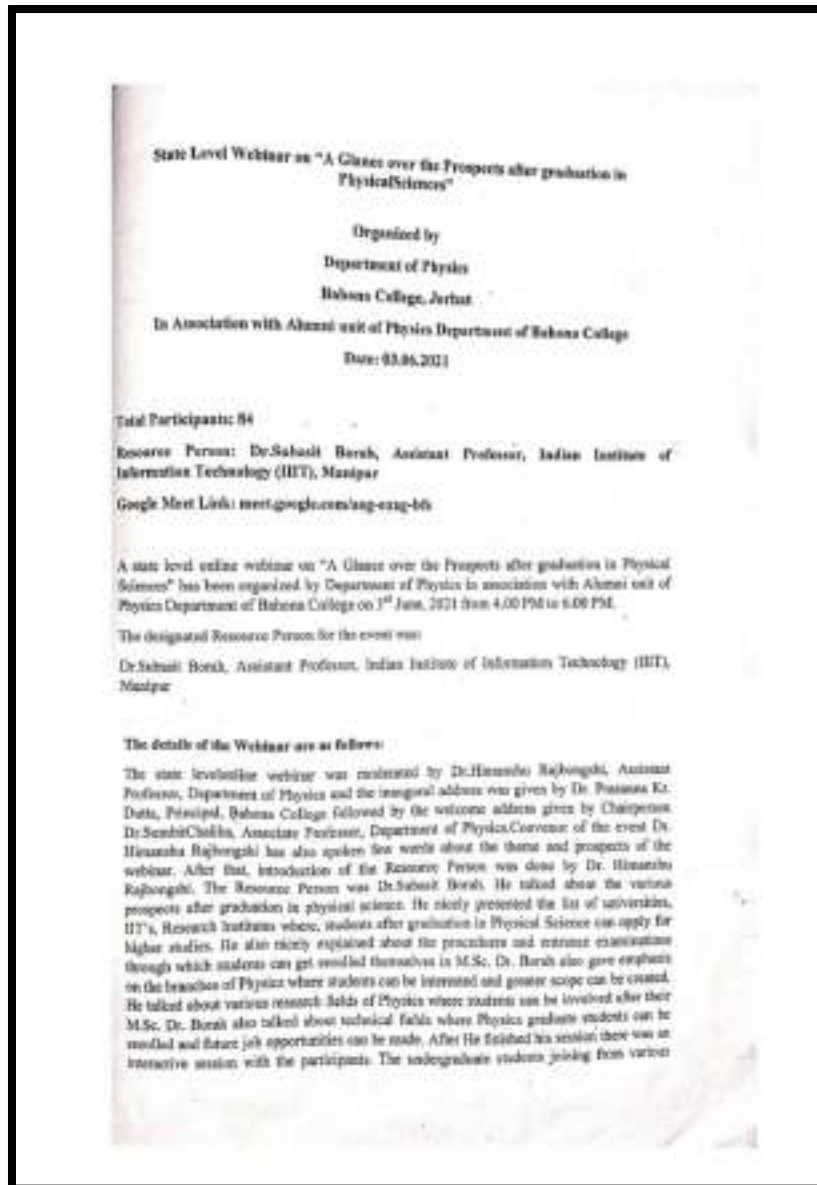 State Level Webinar on "A Glance over the Prospects after graduation in
PhysicalSciences"
Organized by
Department of Physics
Bahona College, Jorhat
In Association with Alumni unit of Physics Department of Bahona College
Date: 03.06.2021
Total Participants: 84
Resource Person: Dr.Subasit Borah, Assistant Professor, Indian Institute of
Information Technology (IIIT), Manipur
Google Meet Link: meet.google.com/
A state level online webinar on "A Glance over the Prospects after graduation in Physical
Sciences" has been organized by Department of Physics in association with Alumni unit of
Physics Department of Bahona College on 3rd June, 2021 from 4.00 PM to 6.00 PM.
The designated Resource Person for the event was:
Dr.Subasit Borah, Assistant Professor, Indian Institute of Information Technology (IIIT),
Manipur
The details of the Webinar are as follows:
The state levelonline webinar was moderated by Dr.Himanshu Rajbongshi, Assistant
Professor, Department of Physics and the inaugural address was given by Dr. Kr.
Dutta, Principal, Bahona College followed by the welcome address given by Chairperson
Associate Professor, Department of Physics.Convenor of the event Dr.
Himanshu Rajbongshi has also spoken few words about the theme and prospects of the
webinar. After that, introduction of the Resource Person was done by Dr. Himanshu
Rajbongshi. The Resource Person was Dr.Subasit Borah. He talked about the various
prospects after graduation in physical science. He nicely presented the list of universities,
IIT's, Research Institutes where, students after graduation in Physical Science can apply for
higher studies. He also nicely explained about the procedures and entrance examinations
through which students can get enrolled themselves in M.Sc. Dr. Borah also gave emphasis
on the branches of Physics where students can be interested and greater scope can be created.
He talked about various research fields of Physics where students can be involved after their
M.Sc. Dr. Borah also talked about technical fields where Physics graduate students can be
enrolled and future job opportunities can be made. After He finished his session there was an
interactive session with the participants. The undergraduate students joining from various